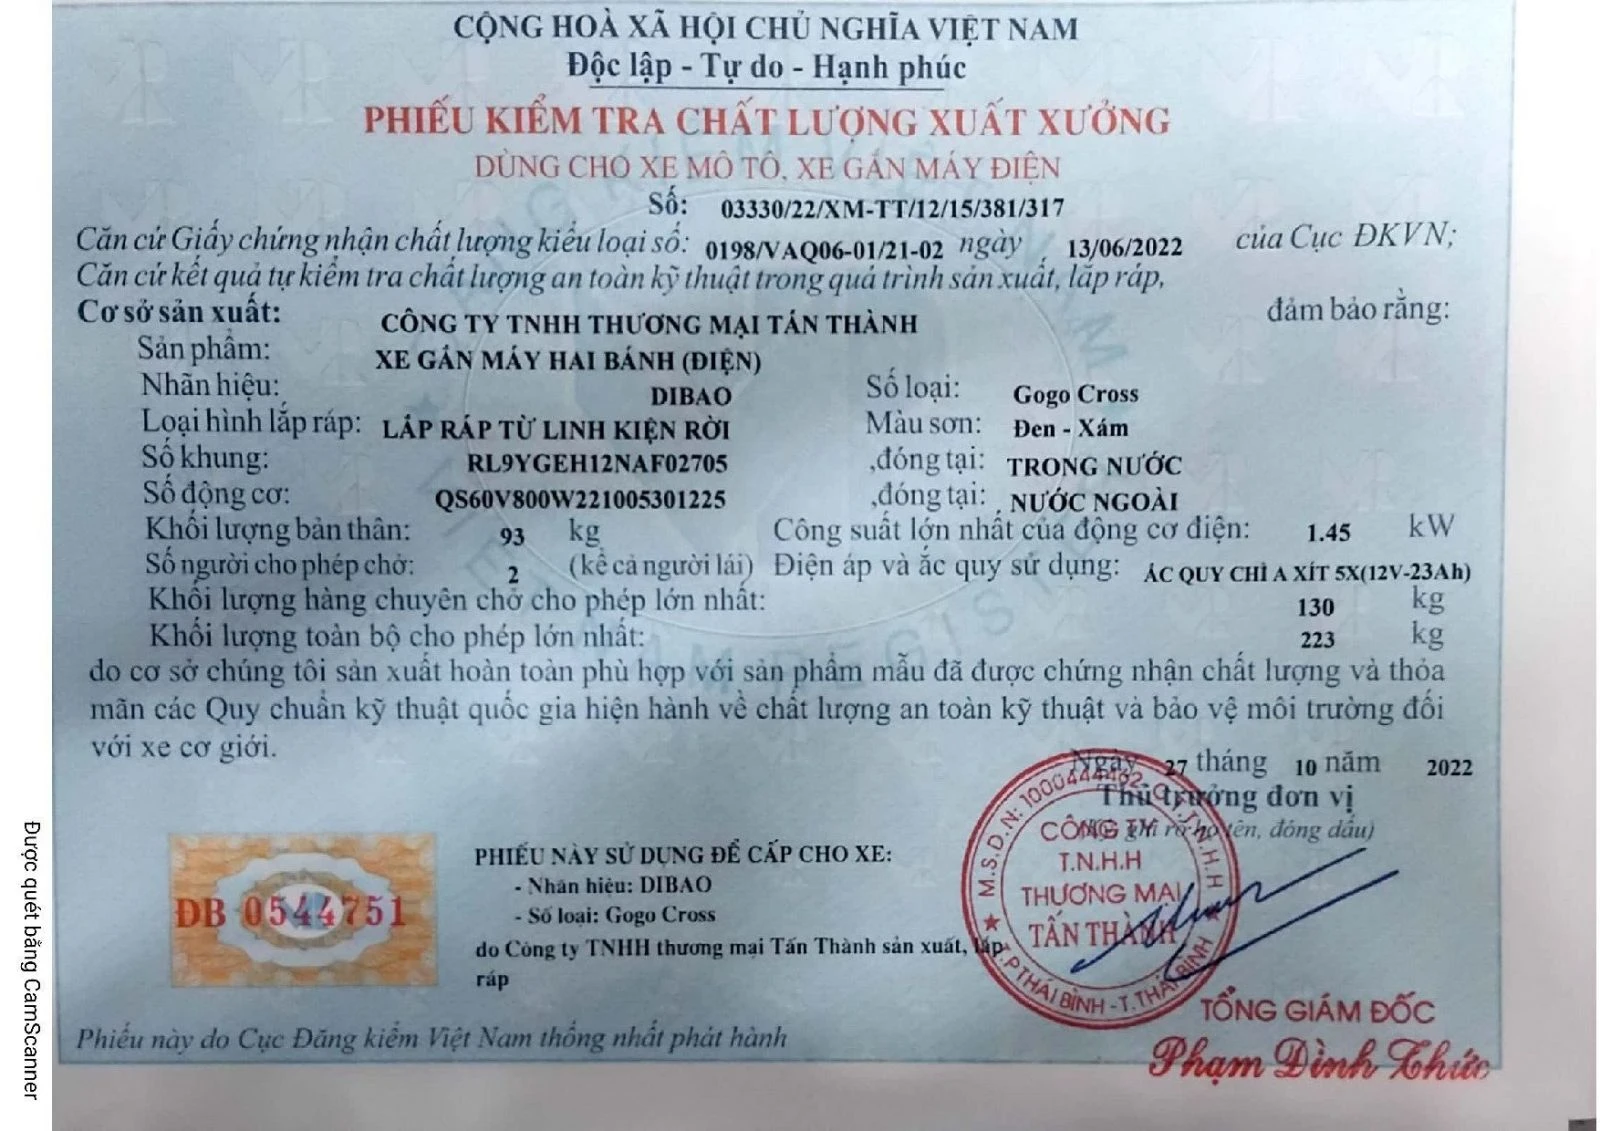 CỘNG HOÀ XÃ HỘI CHỦ NGHĨA VIỆT NAM
Độc lập - Tự do - Hạnh phúc
PHIẾU KIỂM TRA CHẤT LƯỢNG XUẤT XƯỞNG
DÙNG CHO XE MÔ TÔ, XE GẮN MÁY ĐIỆN
Số: 03330/22/XM-TT/12/15/381/317
Căn cứ Giấy chứng nhận chất lượng kiểu loại số: 0198/VAQ06-01/21-02 ngày 13/06/2022 của Cục ĐKVN;
Căn cứ kết quả tự kiểm tra chất lượng an toàn kỹ thuật trong quá trình sản xuất, lắp ráp,
Cơ sở sản xuất: CÔNG TY TNHH THƯƠNG MẠI TẤN THÀNH đảm bảo rằng:
Sản phẩm: XE GẮN MÁY HAI BÁNH (ĐIỆN)
Nhãn hiệu: DIBAO Số loại: Gogo Cross
Loại hình lắp ráp: LẮP RÁP TỪ LINH KIỆN RỜI Màu sơn: Đen - Xám
Số khung: RL9YGEH12NAF02705 ,đóng tại: TRONG NƯỚC
Số động cơ: QS60V800W221005301225 ,đóng tại: NƯỚC NGOÀI
Khối lượng bản thân: 93 kg Công suất lớn nhất của động cơ điện: 1.45 kW
Số người cho phép chở: 2 (kể cả người lái) Điện áp và ắc quy sử dụng: ẮC QUY CHÌ A XÍT 5X(12V-23Ah)
Khối lượng hàng chuyên chở cho phép lớn nhất: 130 kg
Khối lượng toàn bộ cho phép lớn nhất: 223 kg
do cơ sở chúng tôi sản xuất hoàn toàn phù hợp với sản phẩm mẫu đã được chứng nhận chất lượng và thỏa
mãn các Quy chuẩn kỹ thuật quốc gia hiện hành về chất lượng an toàn kỹ thuật và bảo vệ môi trường đối
với xe cơ giới.
Ngày 27 tháng 10 năm 2022
Thủ trưởng đơn vị
ghi rõ họ tên, đóng dấu)
M.S.D.N: 1000444462-C.T.T.N.H.H
CÔNG TY
T.N.H.H
THƯƠNG MẠI
TẤN THÀNH
T.P THÁI BÌNH - T. THÁI BÌNH
ĐB 0544751
PHIẾU NÀY SỬ DỤNG ĐỂ CẤP CHO XE:
- Nhãn hiệu: DIBAO
- Số loại: Gogo Cross
do Công ty TNHH thương mại Tấn Thành sản xuất, lắp
ráp
TỔNG GIÁM ĐỐC
Phạm Đình Thức
Phiếu này do Cục Đăng kiểm Việt Nam thống nhất phát hành
Được quét bằng CamScanner